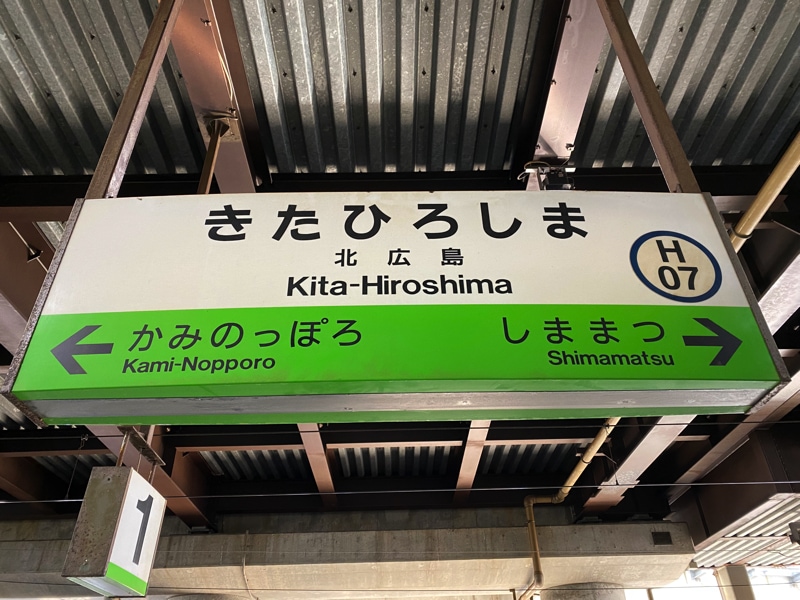 きたひろしま
北広島
Kita-Hiroshima
H
07
かみのっぽろ
Kami-Nopporo
しままつ
Shimamatsu
1